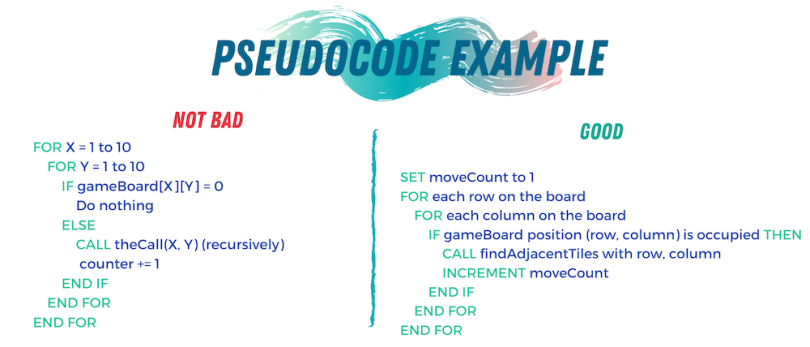 PSEUDOCODE EXAMPLE
NOT BAD
FOR X = 1 to 10
FOR Y = 1 to 10
IF gameBoard[X][Y] = 0
Do nothing
ELSE
CALL theCall(X, Y) (recursively)
counter += 1
END IF
END FOR
END FOR
GOOD
SET moveCount to 1
FOR each row on the board
FOR each column on the board
IF gameBoard position (row, column) is occupied THEN
CALL findAdjacentTiles with row, column
INCREMENT moveCount
END IF
END FOR
END FOR